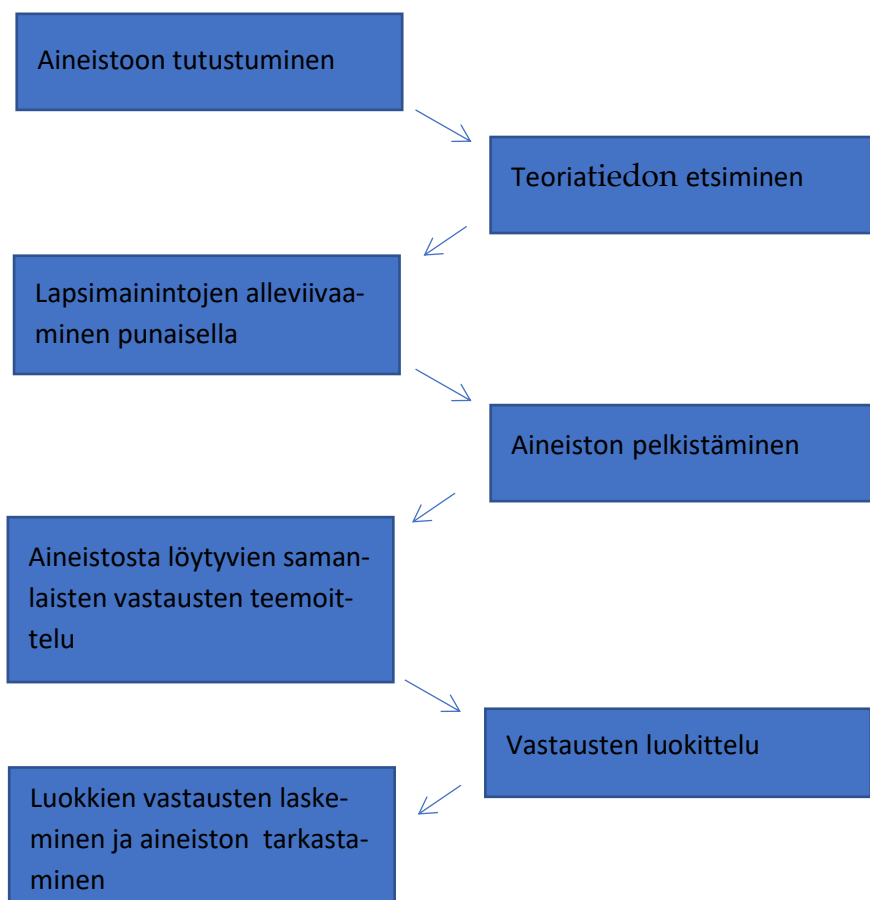 Aineistoon tutustuminen
Teoriatiedon etsiminen
Lapsimainintojen alleviivaa-
minen punaisella
Aineiston pelkistäminen
Aineistosta löytyvien saman-
laisten vastausten teemoit-
telu
Vastausten luokittelu
Luokkien vastausten laske-
minen ja aineiston  tarkasta-
minen